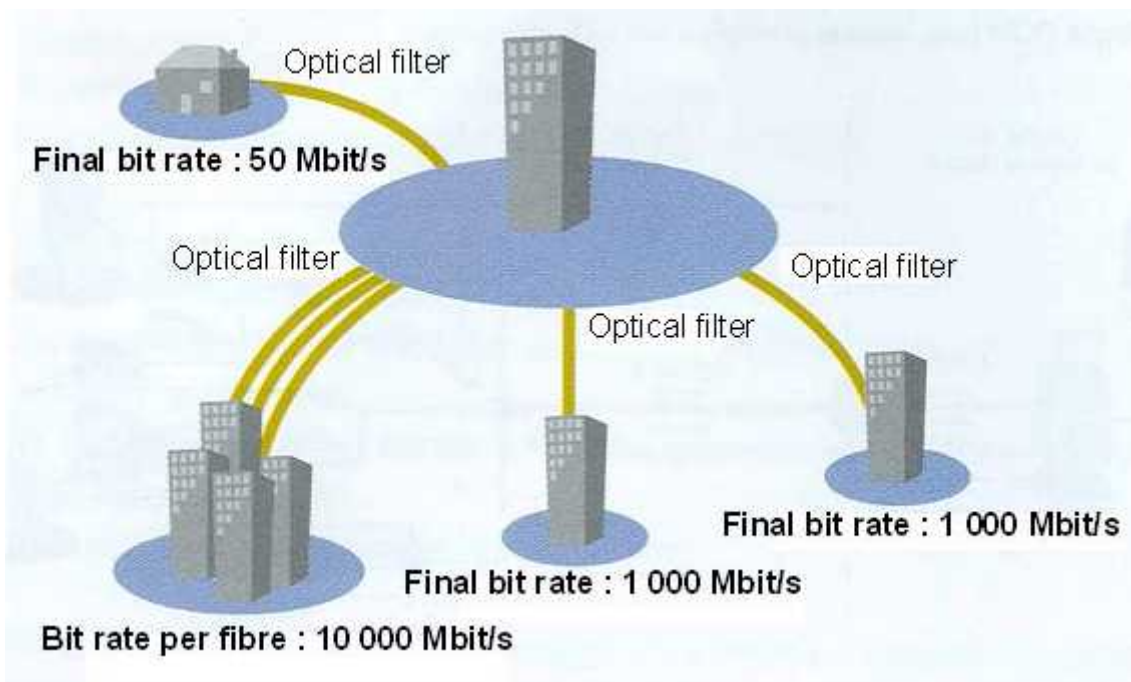 Optical filter
Final bit rate : 50 Mbit/s
Optical filter
Optical filter
Optical filter
Final bit rate : 1 000 Mbit/s
Final bit rate : 1 000 Mbit/s
Bit rate per fibre : 10 000 Mbit/s